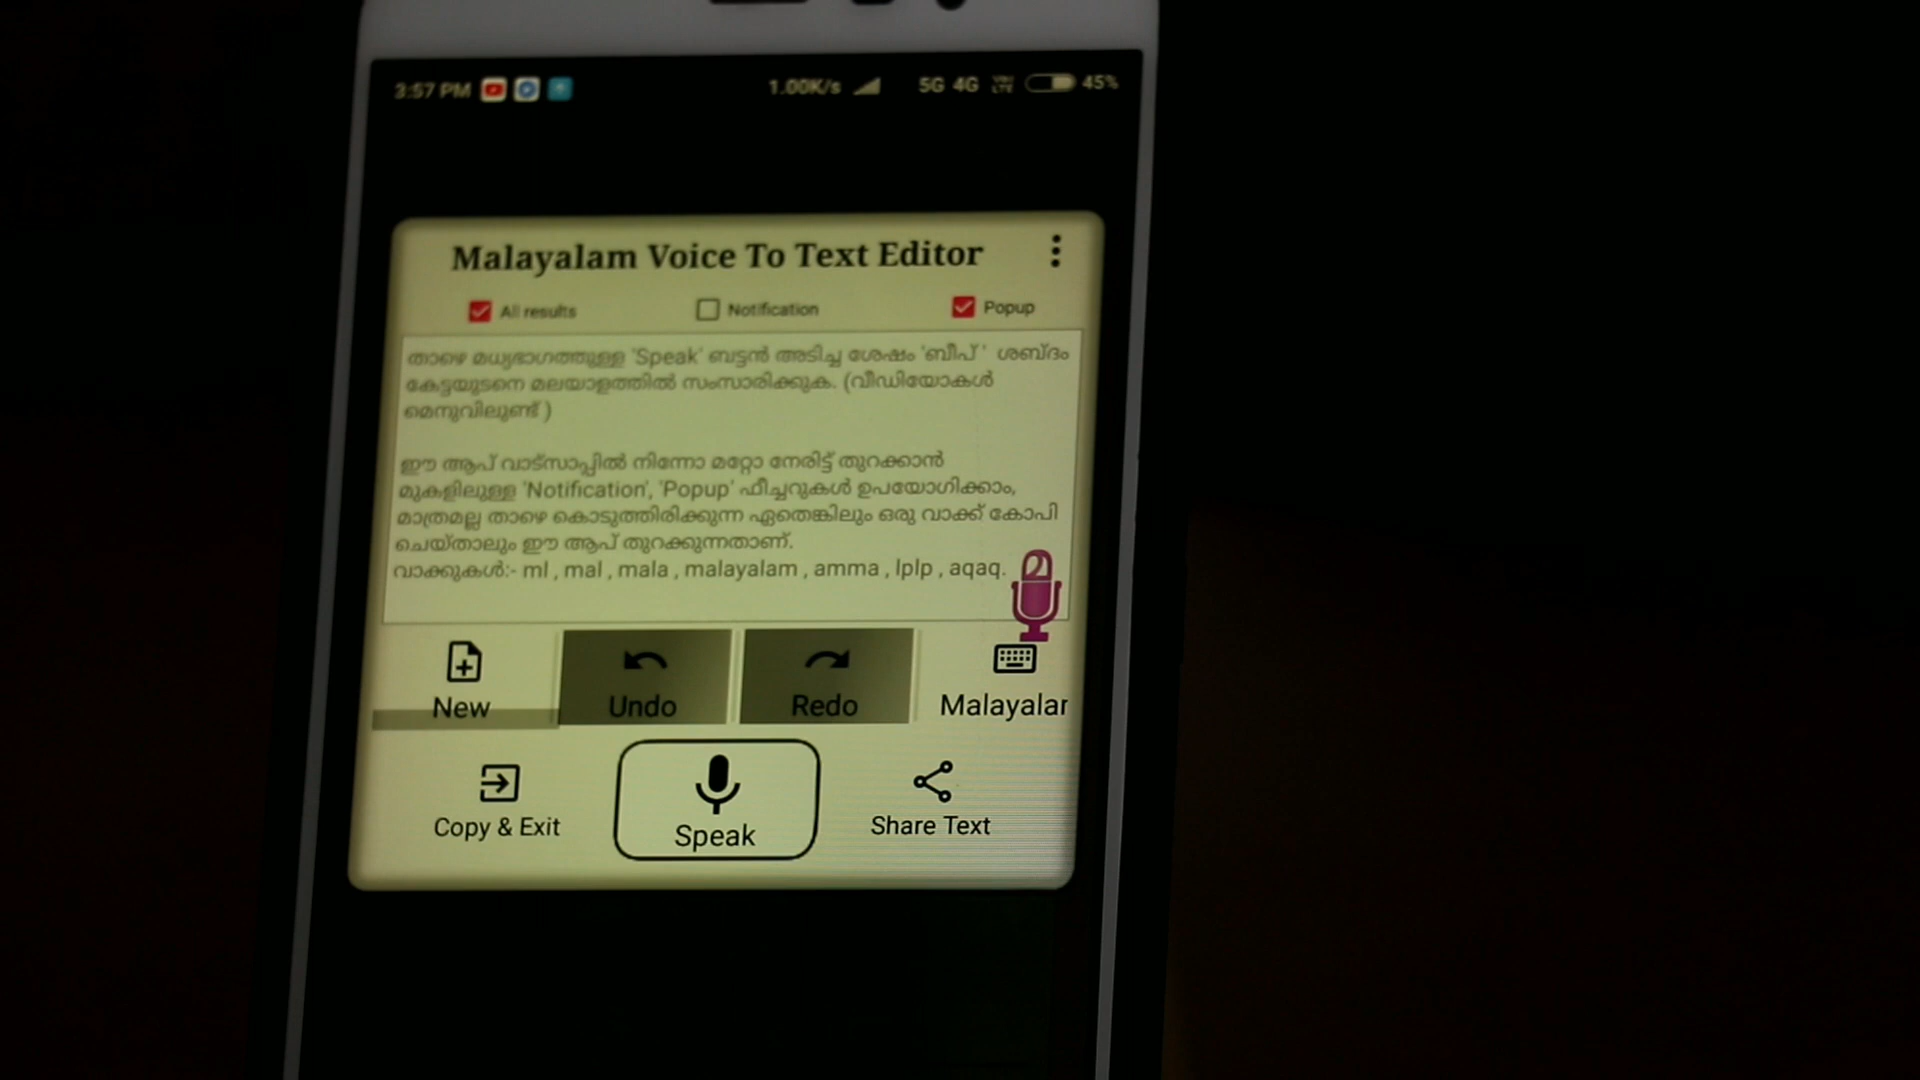 3:57 PM 1.00K/s 5G 4G VoLTE 45%
Malayalam Voice To Text Editor
All results Notification Popup
താഴെ മധ്യഭാഗത്തുള്ള 'Speak' ബട്ടൻ അടിച്ച ശേഷം 'ബീപ് ' ശബ്ദം
കേട്ടയുടനെ മലയാളത്തിൽ സംസാരിക്കുക. (വീഡിയോകൾ
മെനുവിലുണ്ട് )
ഈ ആപ് വാട്സാപ്പിൽ നിന്നോ മറ്റോ നേരിട്ട് തുറക്കാൻ
മുകളിലുള്ള 'Notification', 'Popup' ഫീച്ചറുകൾ ഉപയോഗിക്കാം,
മാത്രമല്ല താഴെ കൊടുത്തിരിക്കുന്ന ഏതെങ്കിലും ഒരു വാക്ക് കോപി
ചെയ്താലും ഈ ആപ് തുറക്കുന്നതാണ്.
വാക്കുകൾ:- ml , mal , mala , malayalam , amma , lplp , aqaq.
New Undo Redo Malayalar
Copy & Exit Speak Share Text